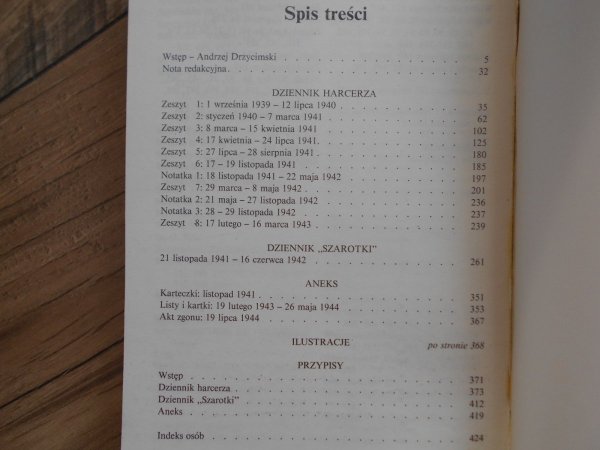 Spis treści
Wstęp – Andrzej Drzycimski . . . . . . . . . . . . . . . 5
Nota redakcyjna . . . . . . . . . . . . . . . . . . . . 32
DZIENNIK HARCERZA
Zeszyt 1: 1 września 1939 – 12 lipca 1940 . . . . . . . . 35
Zeszyt 2: styczeń 1940 – 7 marca 1941 . . . . . . . . . 62
Zeszyt 3: 8 marca – 15 kwietnia 1941 . . . . . . . . . . 102
Zeszyt 4: 17 kwietnia – 24 lipca 1941 . . . . . . . . . . 125
Zeszyt 5: 27 lipca – 28 sierpnia 1941 . . . . . . . . . . 180
Zeszyt 6: 17 – 19 listopada 1941 . . . . . . . . . . . . 185
Notatka 1: 18 listopada 1941 – 22 maja 1942 . . . . . . . 197
Zeszyt 7: 29 marca – 8 maja 1942 . . . . . . . . . . . . 201
Notatka 2: 21 maja – 27 listopada 1942 . . . . . . . . . 236
Notatka 3: 28 – 29 listopada 1942 . . . . . . . . . . . 237
Zeszyt 8: 17 lutego – 16 marca 1943 . . . . . . . . . . 239
DZIENNIK „SZAROTKI”
21 listopada 1941 – 16 czerwca 1942 . . . . . . . . . . 261
ANEKS
Karteczki: listopad 1941 . . . . . . . . . . . . . . . . 351
Listy i kartki: 19 lutego 1943 – 26 maja 1944 . . . . . . . 353
Akt zgonu: 19 lipca 1944 . . . . . . . . . . . . . . . . 367
ILUSTRACJE po stronie 368
PRZYPISY
Wstęp . . . . . . . . . . . . . . . . . . . . . . . . 371
Dziennik harcerza . . . . . . . . . . . . . . . . . . . 373
Dziennik „Szarotki” . . . . . . . . . . . . . . . . . . 412
Aneks . . . . . . . . . . . . . . . . . . . . . . . . 419
Indeks osób . . . . . . . . . . . . . . . . . . . . . . 424